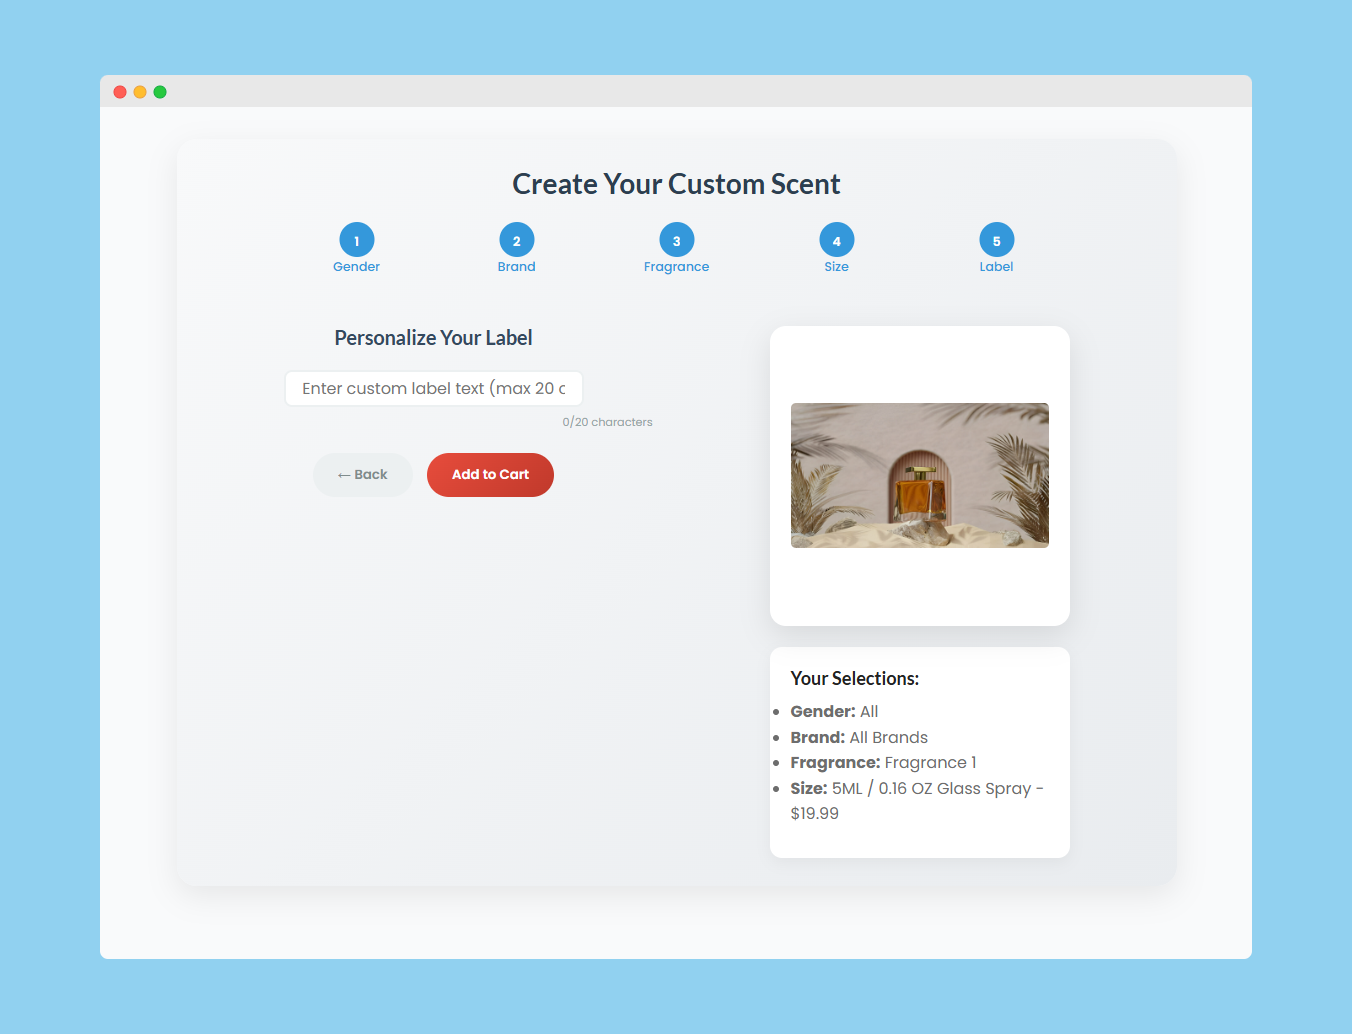 Create Your Custom Scent
1 2 3 4 5
Gender Brand Fragrance Size Label
Personalize Your Label
Enter custom label text (max 20 c
0/20 characters
← Back Add to Cart
Your Selections:
• Gender: All
• Brand: All Brands
• Fragrance: Fragrance 1
• Size: 5ML / 0.16 OZ Glass Spray -
$19.99